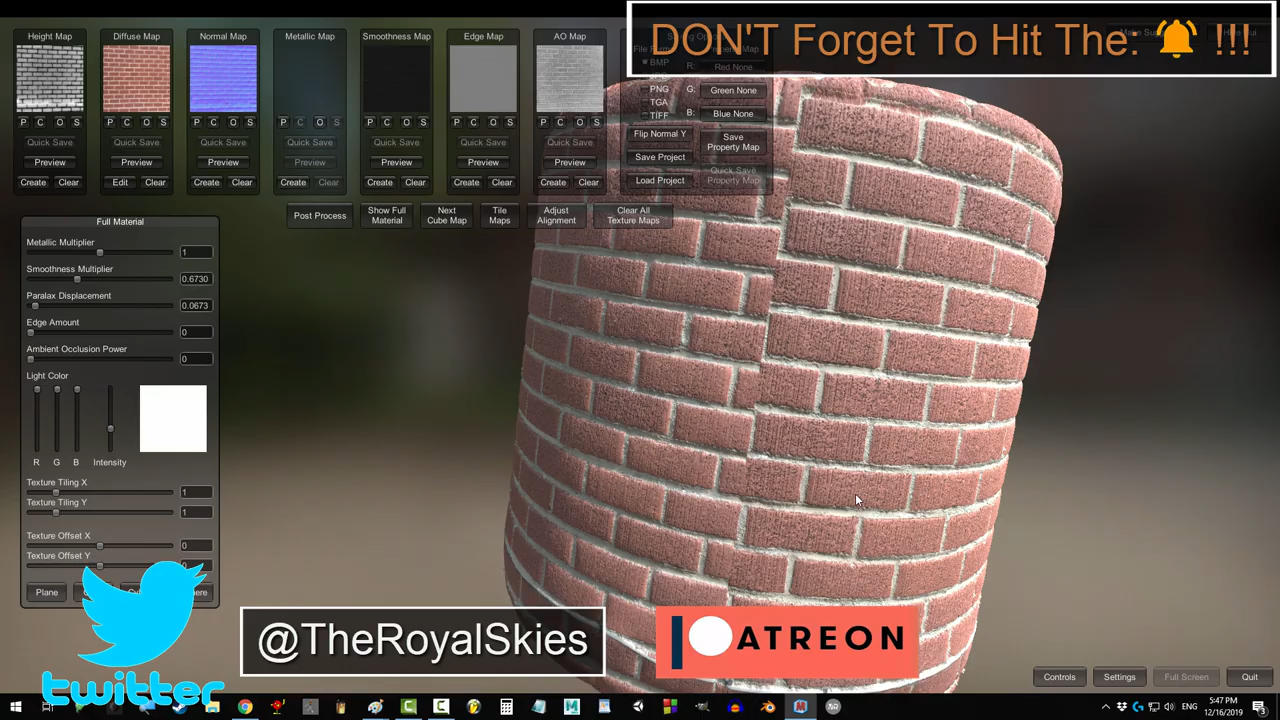 DON'T Forget To Hit The. !!!
Height Map
Diffuse Map
Normal Map
Metallic Map
Smoothness Map
Edge Map
AO Map
BMP
PNG
TGA
TIFF
R: Red None
G: Green None
B: Blue None
Flip Normal Y
Save Property Map
Save Project
Load Project
Quick Save Property Map
C O S
P C O S
P C O S
P C O S
P C O S
P C O S
P C O S
Quick Save
Quick Save
Quick Save
Quick Save
Quick Save
Quick Save
Quick Save
Preview
Preview
Preview
Preview
Preview
Preview
Preview
Create Clear
Edit Clear
Create Clear
Create Clear
Create Clear
Create Clear
Create Clear
Post Process
Show Full Material
Next Cube Map
Tile Maps
Adjust Alignment
Clear All Texture Maps
Full Material
Metallic Multiplier
1
Smoothness Multiplier
0.6730
Paralax Displacement
0.0673
Edge Amount
0
Ambient Occlusion Power
0
Light Color
R G B Intensity
Texture Tiling X
1
Texture Tiling Y
1
Texture Offset X
0
Texture Offset Y
Plane
twitter
@TheRoyalSkies
PATREON
Controls
Settings
Full Screen
Quit
5:47 PM
12/16/2019